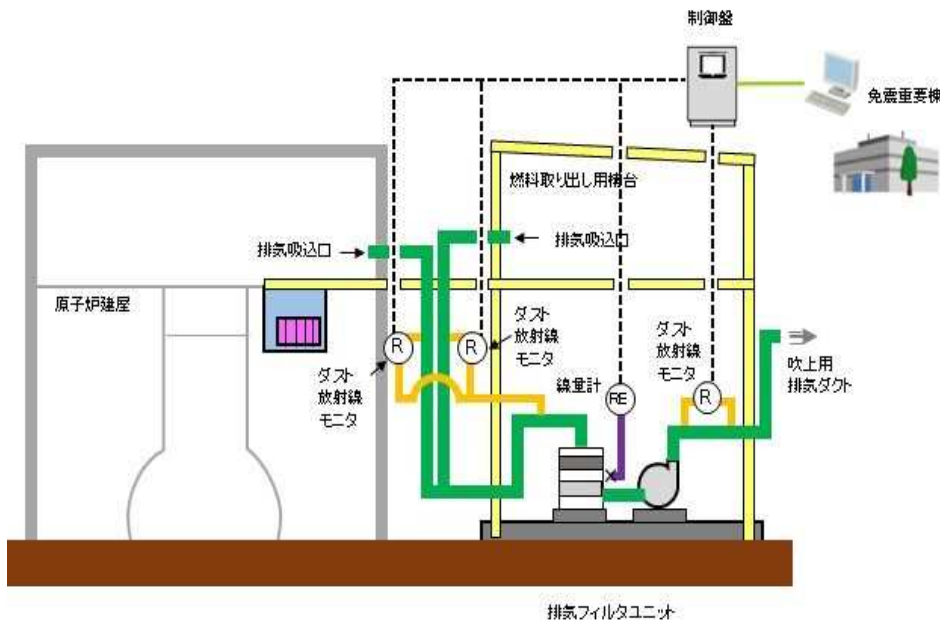 制御盤
免震重要棟
燃料取り出し用構台
排気吸込口
排気吸込口
原子炉建屋
ダスト
放射線
モニタ
R
R
ダスト
放射線
モニタ
線量計
RE
ダスト
放射線
モニタ
R
吹上用
排気ダクト
排気フィルタユニット